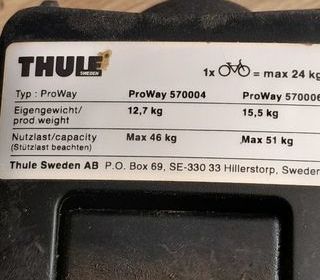 THULE
SWEDEN
1x = max 24 kg
Typ : ProWay ProWay 570004 ProWay 570006
Eigengewicht/ 12,7 kg 15,5 kg
prod.weight
Nutzlast/capacity Max 46 kg Max 51 kg
(Stützlast beachten)
Thule Sweden AB P.O. Box 69, SE-330 33 Hillerstorp, Sweden